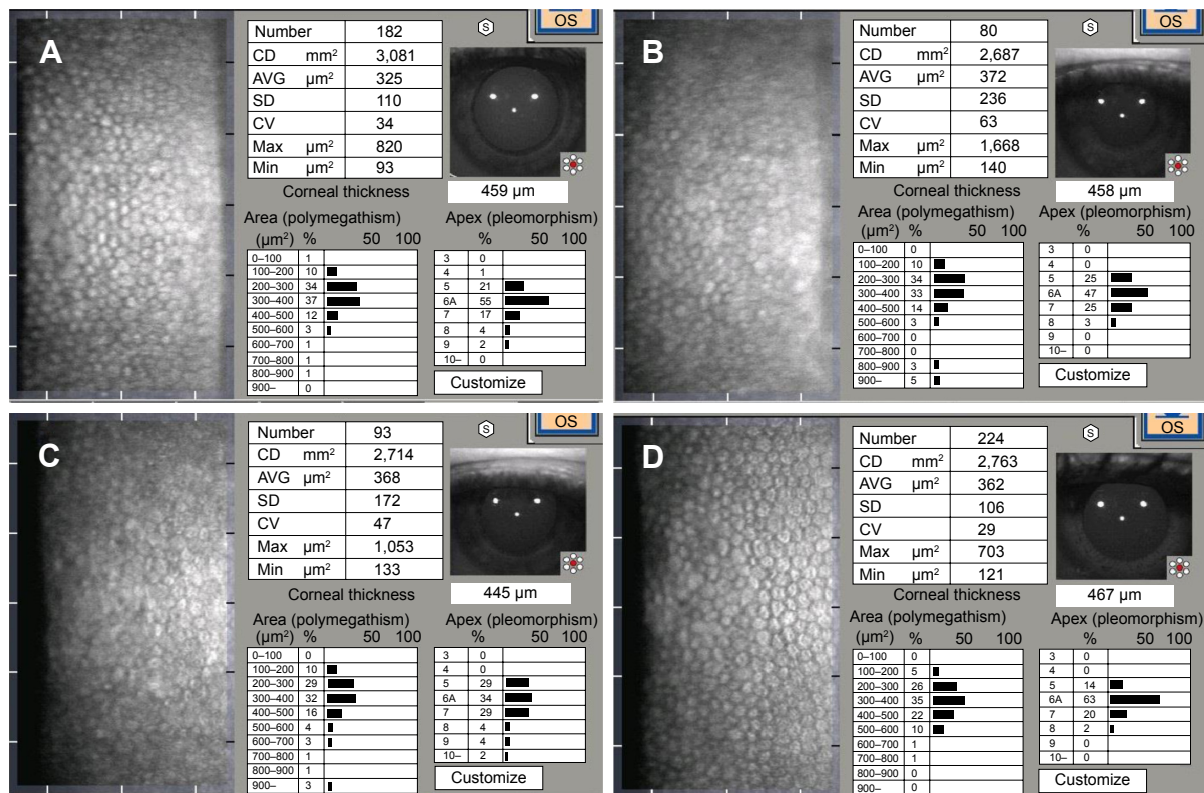 A
OS
S
Number 182
CD mm² 3,081
AVG µm² 325
SD 110
CV 34
Max µm² 820
Min µm² 93
Corneal thickness 459 µm
Area (polymegathism) Apex (pleomorphism)
(µm²) % 50 100 % 50 100
0–100 1 3 0
100–200 10 4 1
200–300 34 5 21
300–400 37 6A 55
400–500 12 7 17
500–600 3 8 4
600–700 1 9 2
700–800 1 10– 0
800–900 1
900– 0
Customize
B
OS
S
Number 80
CD mm² 2,687
AVG µm² 372
SD 236
CV 63
Max µm² 1,668
Min µm² 140
Corneal thickness 458 µm
Area (polymegathism) Apex (pleomorphism)
(µm²) % 50 100 % 50 100
0–100 0 3 0
100–200 10 4 0
200–300 34 5 25
300–400 33 6A 47
400–500 14 7 25
500–600 3 8 3
600–700 0 9 0
700–800 0 10– 0
800–900 3
900– 5
Customize
C
OS
S
Number 93
CD mm² 2,714
AVG µm² 368
SD 172
CV 47
Max µm² 1,053
Min µm² 133
Corneal thickness 445 µm
Area (polymegathism) Apex (pleomorphism)
(µm²) % 50 100 % 50 100
0–100 0 3 0
100–200 10 4 0
200–300 29 5 29
300–400 32 6A 34
400–500 16 7 29
500–600 4 8 4
600–700 3 9 4
700–800 1 10– 2
800–900 1
900– 3
Customize
D
OS
S
Number 224
CD mm² 2,763
AVG µm² 362
SD 106
CV 29
Max µm² 703
Min µm² 121
Corneal thickness 467 µm
Area (polymegathism) Apex (pleomorphism)
(µm²) % 50 100 % 50 100
0–100 0 3 0
100–200 5 4 0
200–300 26 5 14
300–400 35 6A 63
400–500 22 7 20
500–600 10 8 2
600–700 1 9 0
700–800 1 10– 0
800–900 0
900– 0
Customize